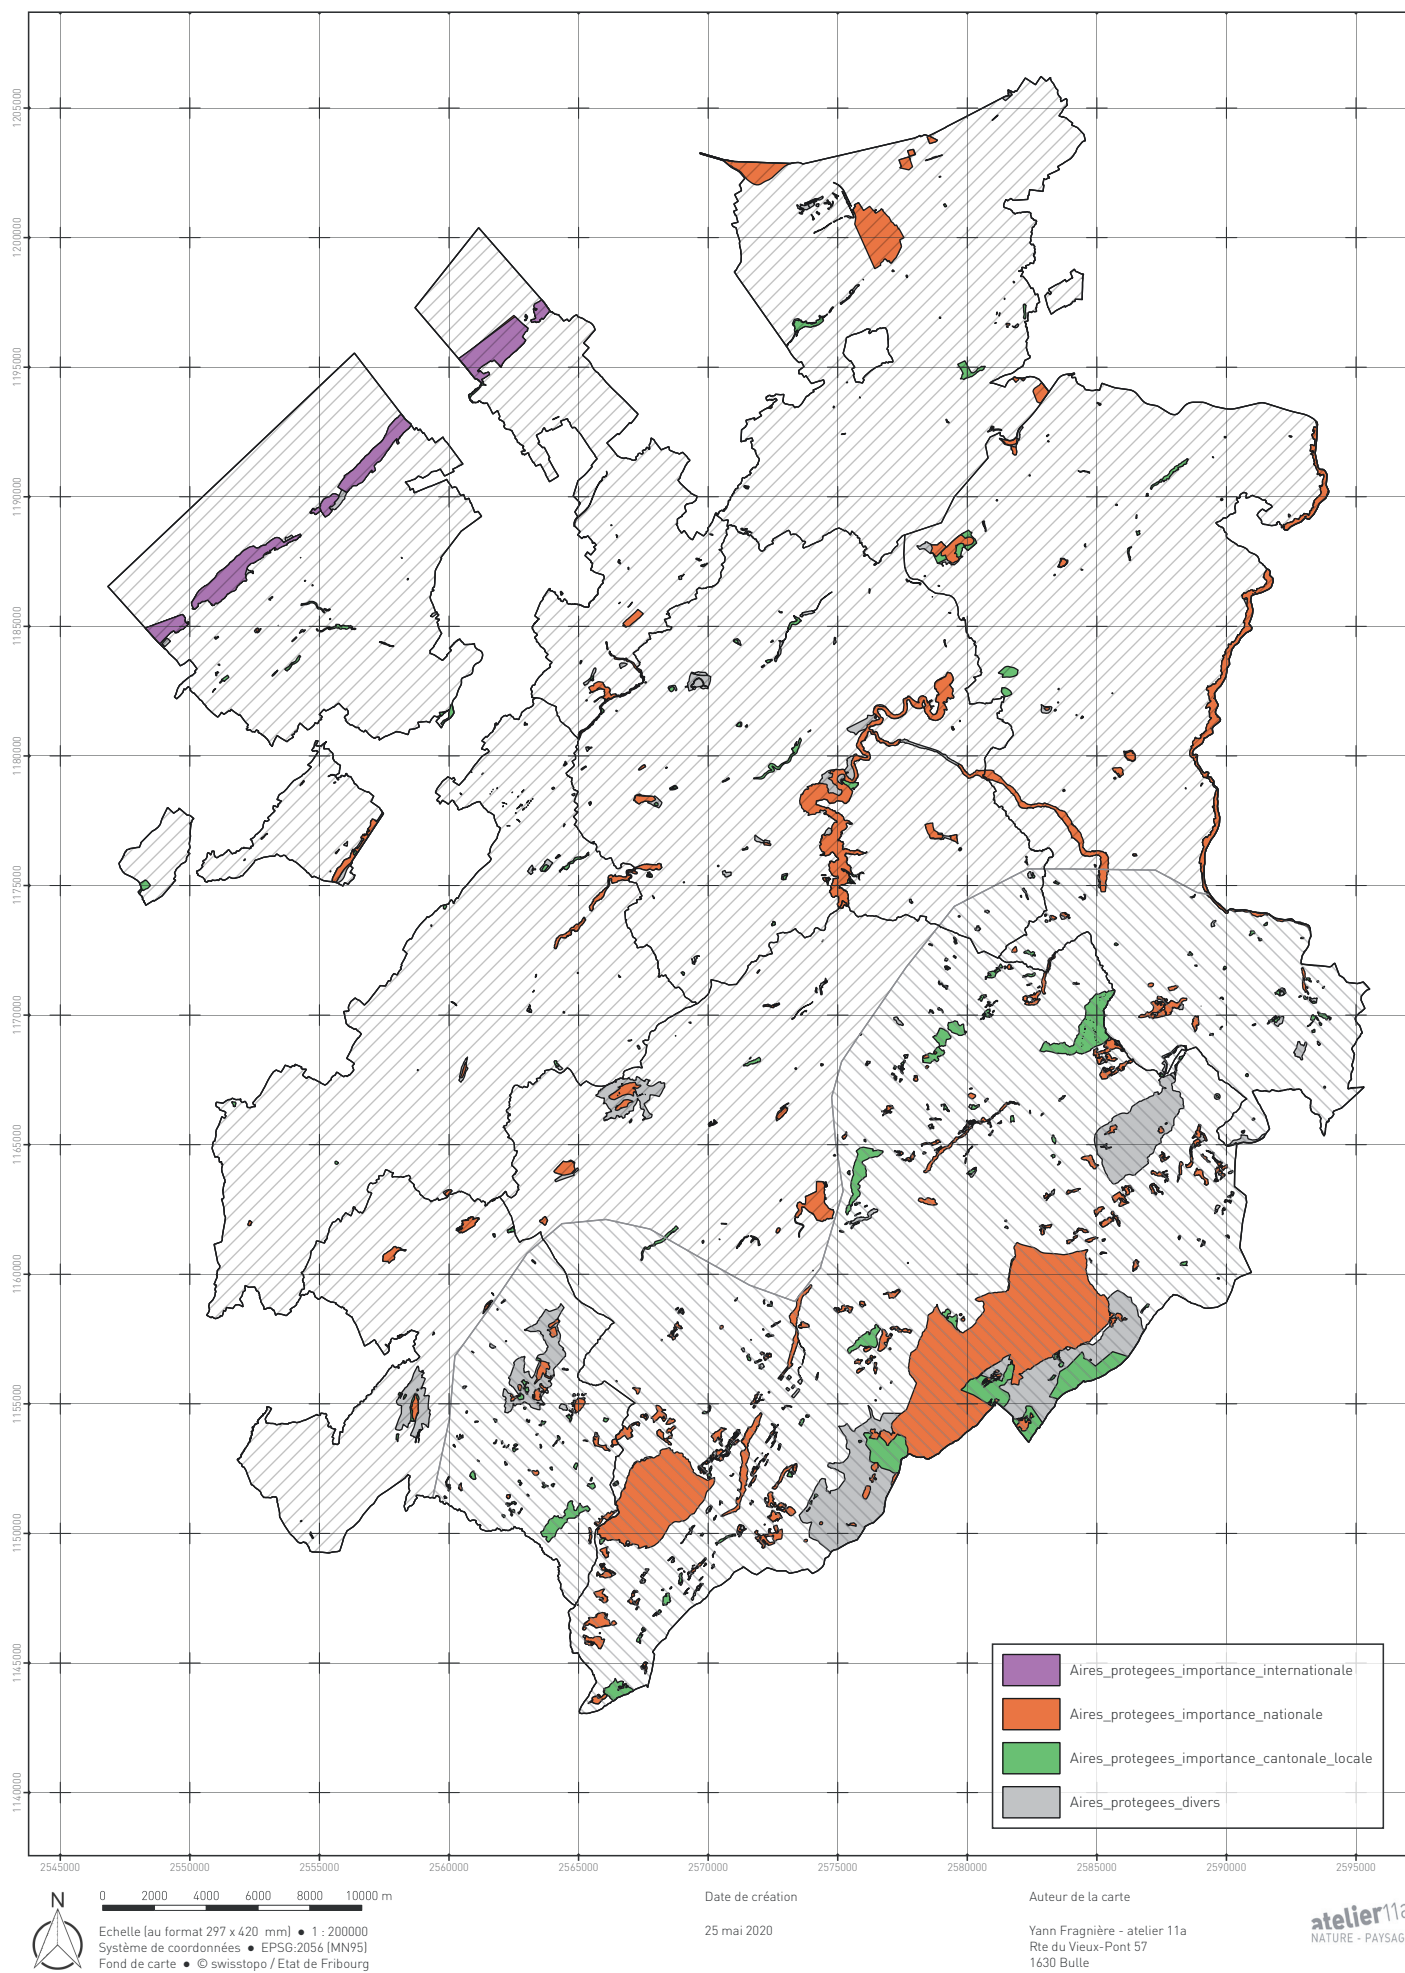 1205000
1200000
1195000
1190000
1185000
1180000
1175000
1170000
1165000
1160000
1155000
1150000
1145000
1140000
Aires_protegees_importance_internationale
Aires_protegees_importance_nationale
Aires_protegees_importance_cantonale_locale
Aires_protegees_divers
2545000 2550000 2555000 2560000 2565000 2570000 2575000 2580000 2585000 2590000 2595000
N
0 2000 4000 6000 8000 10000 m
Echelle (au format 297 x 420 mm) ● 1 : 200000
Système de coordonnées ● EPSG:2056 (MN95)
Fond de carte ● © swisstopo / Etat de Fribourg
Date de création
25 mai 2020
Auteur de la carte
Yann Fragnière - atelier 11a
Rte du Vieux-Pont 57
1630 Bulle
atelier11a
NATURE - PAYSAG